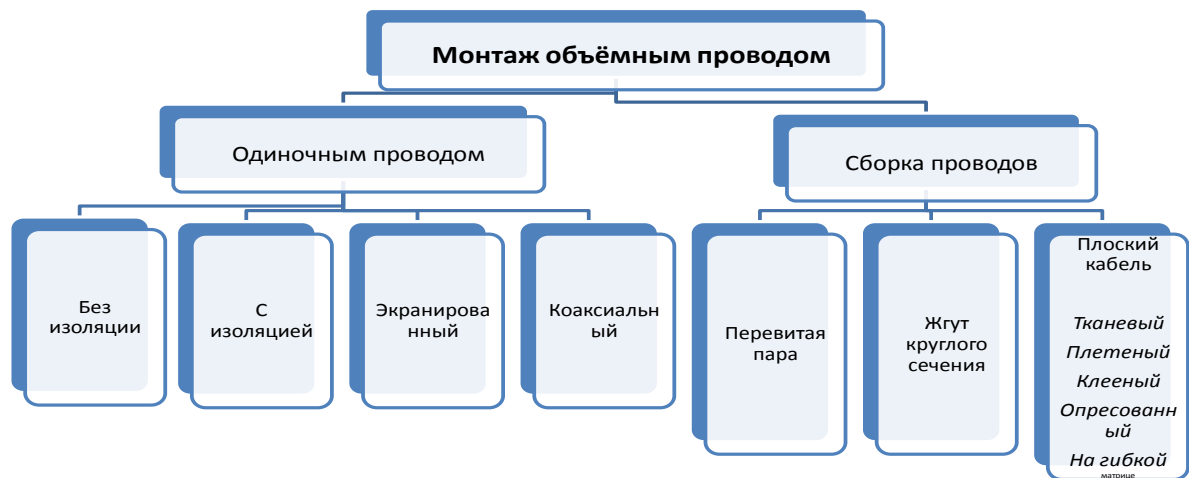 Монтаж объёмным проводом
Одиночным проводом
Сборка проводов
Без
изоляции
С
изоляцией
Экранирова
нный
Коаксиальн
ый
Перевитая
пара
Жгут
круглого
сечения
Плоский
кабель
Тканевый
Плетеный
Клееный
Опресованн
ый
На гибкой
матрице